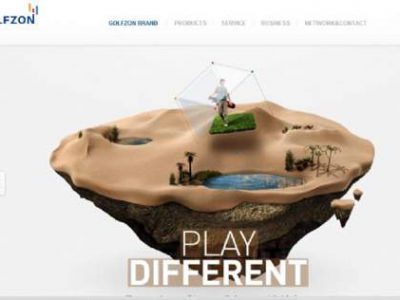 LFZON
GOLFZON BRAND PRODUCTS SERVICE BUSINESS NETWORK&CONTACT
PLAY
DIFFERENT